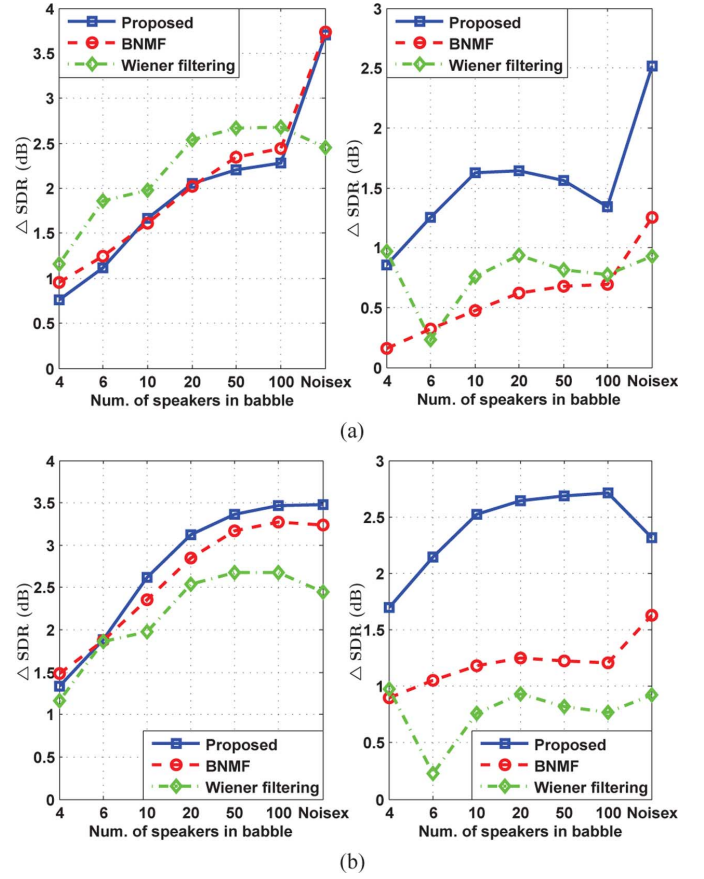 4
3.5
3
2.5
2
1.5
1
0.5
0
△ SDR (dB)
Proposed
BNMF
Wiener filtering
4 6 10 20 50 100 Noisex
Num. of speakers in babble
3
2.5
2
1.5
1
0.5
0
△ SDR (dB)
Proposed
BNMF
Wiener filtering
4 6 10 20 50 100 Noisex
Num. of speakers in babble
(a)
4
3.5
3
2.5
2
1.5
1
0.5
0
△ SDR (dB)
Proposed
BNMF
Wiener filtering
4 6 10 20 50 100 Noisex
Num. of speakers in babble
3
2.5
2
1.5
1
0.5
0
△ SDR (dB)
Proposed
BNMF
Wiener filtering
4 6 10 20 50 100 Noisex
Num. of speakers in babble
(b)